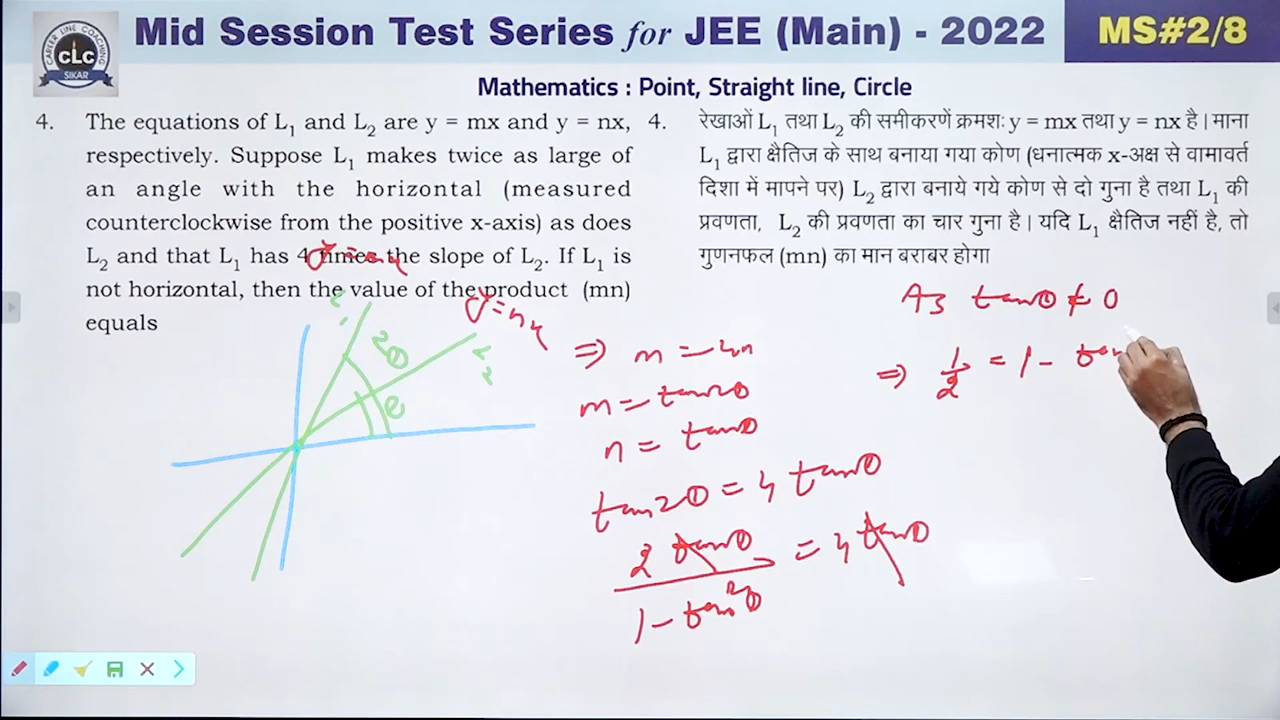 Mid Session Test Series for JEE (Main) - 2022
MS#2/8
CAREER LINE COACHING
CLC
SIKAR
Mathematics : Point, Straight line, Circle
4. The equations of L₁ and L₂ are y = mx and y = nx,
respectively. Suppose L₁ makes twice as large of
an angle with the horizontal (measured
counterclockwise from the positive x-axis) as does
L₂ and that L₁ has 4 times the slope of L₂. If L₁ is
not horizontal, then the value of the product (mn)
equals
4. रेखाओं L₁ तथा L₂ की समीकरणें क्रमशः y = mx तथा y = nx है। माना
L₁ द्वारा क्षैतिज के साथ बनाया गया कोण (धनात्मक x-अक्ष से वामावर्त
दिशा में मापने पर) L₂ द्वारा बनाये गये कोण से दो गुना है तथा L₁ की
प्रवणता, L₂ की प्रवणता का चार गुना है। यदि L₁ क्षैतिज नहीं है, तो
गुणनफल (mn) का मान बराबर होगा
y=mx
y=nx
L₁
2θ
L₂
θ
⇒ m = 4n
m = tan2θ
n = tanθ
tan2θ = 4 tanθ
2 tanθ / 1 - tan²θ = 4 tanθ
As tanθ ≠ 0
⇒ 1/2 = 1 - tan